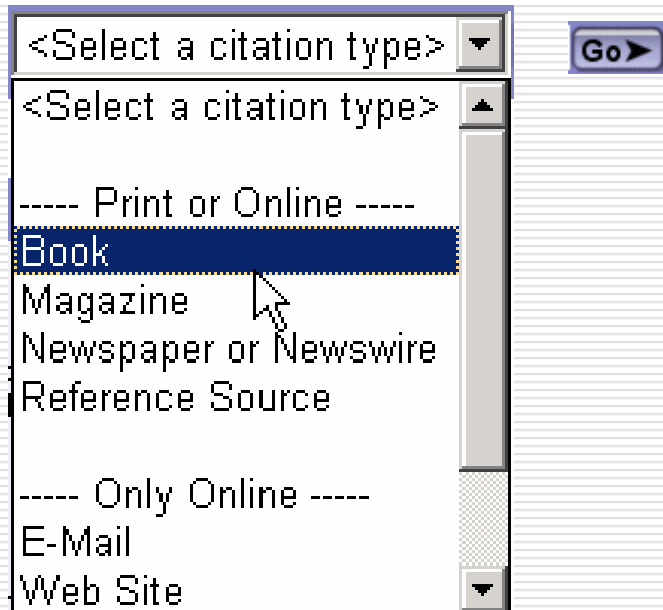 <Select a citation type>
Go
<Select a citation type>
----- Print or Online -----
Book
Magazine
Newspaper or Newswire
Reference Source
----- Only Online -----
E-Mail
Web Site